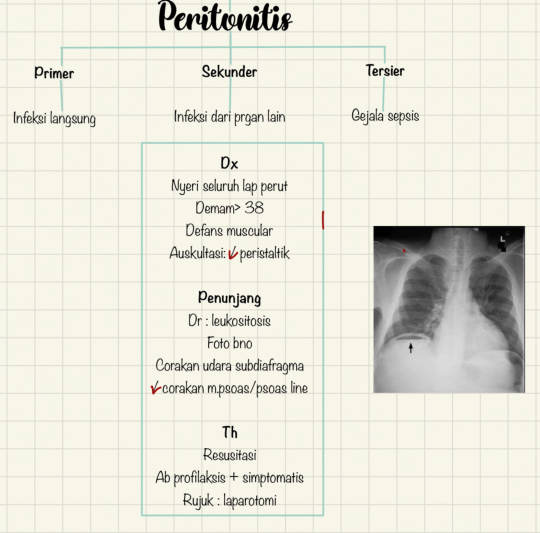 Peritonitis
Primer
Sekunder
Tersier
Infeksi langsung
Infeksi dari prgan lain
Gejala sepsis
Dx
Nyeri seluruh lap perut
Demam> 38
Defans muscular
Auskultasi: ↓ peristaltik
Penunjang
Dr : leukositosis
Foto bno
Corakan udara subdiafragma
↓ corakan m.psoas/psoas line
Th
Resusitasi
Ab profilaksis + simptomatis
Rujuk : laparotomi
L